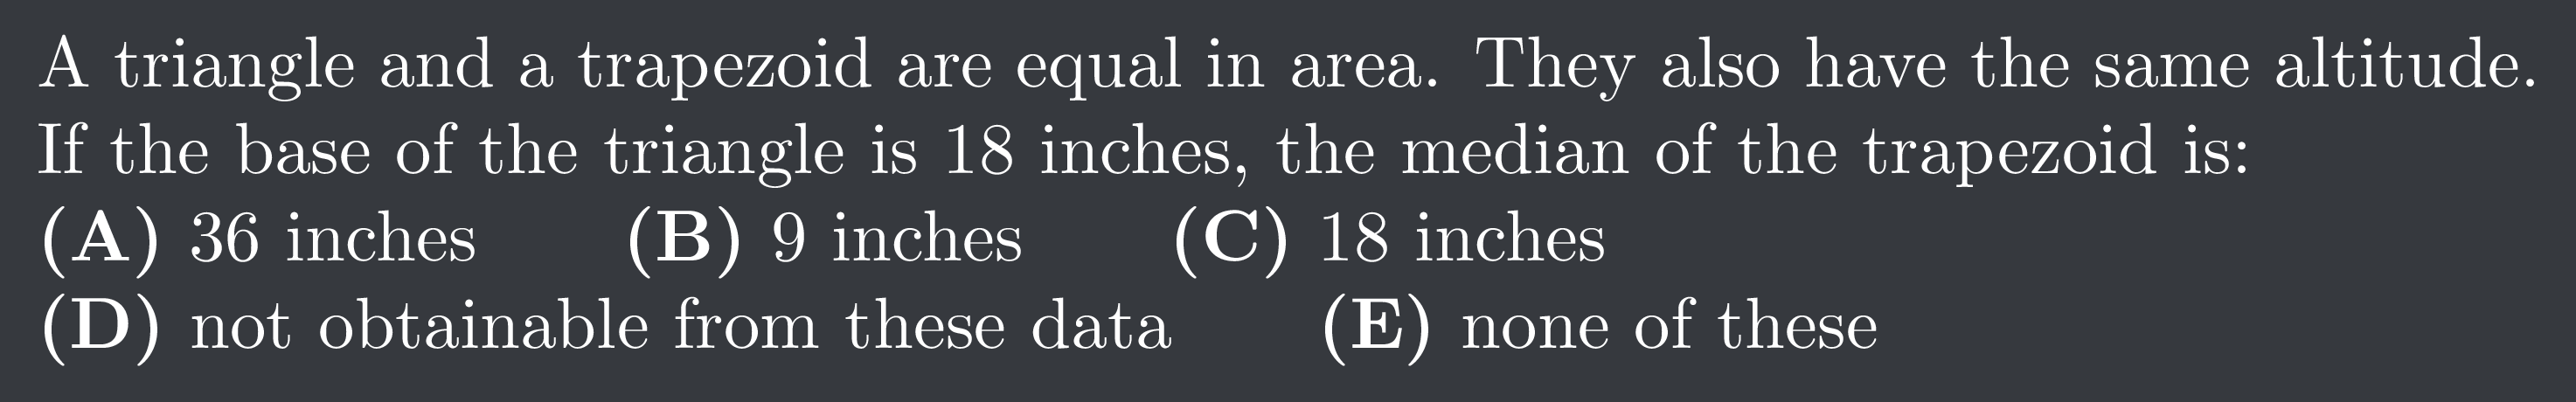 A triangle and a trapezoid are equal in area. They also have the same altitude.
If the base of the triangle is 18 inches, the median of the trapezoid is:
(A) 36 inches (B) 9 inches (C) 18 inches
(D) not obtainable from these data (E) none of these